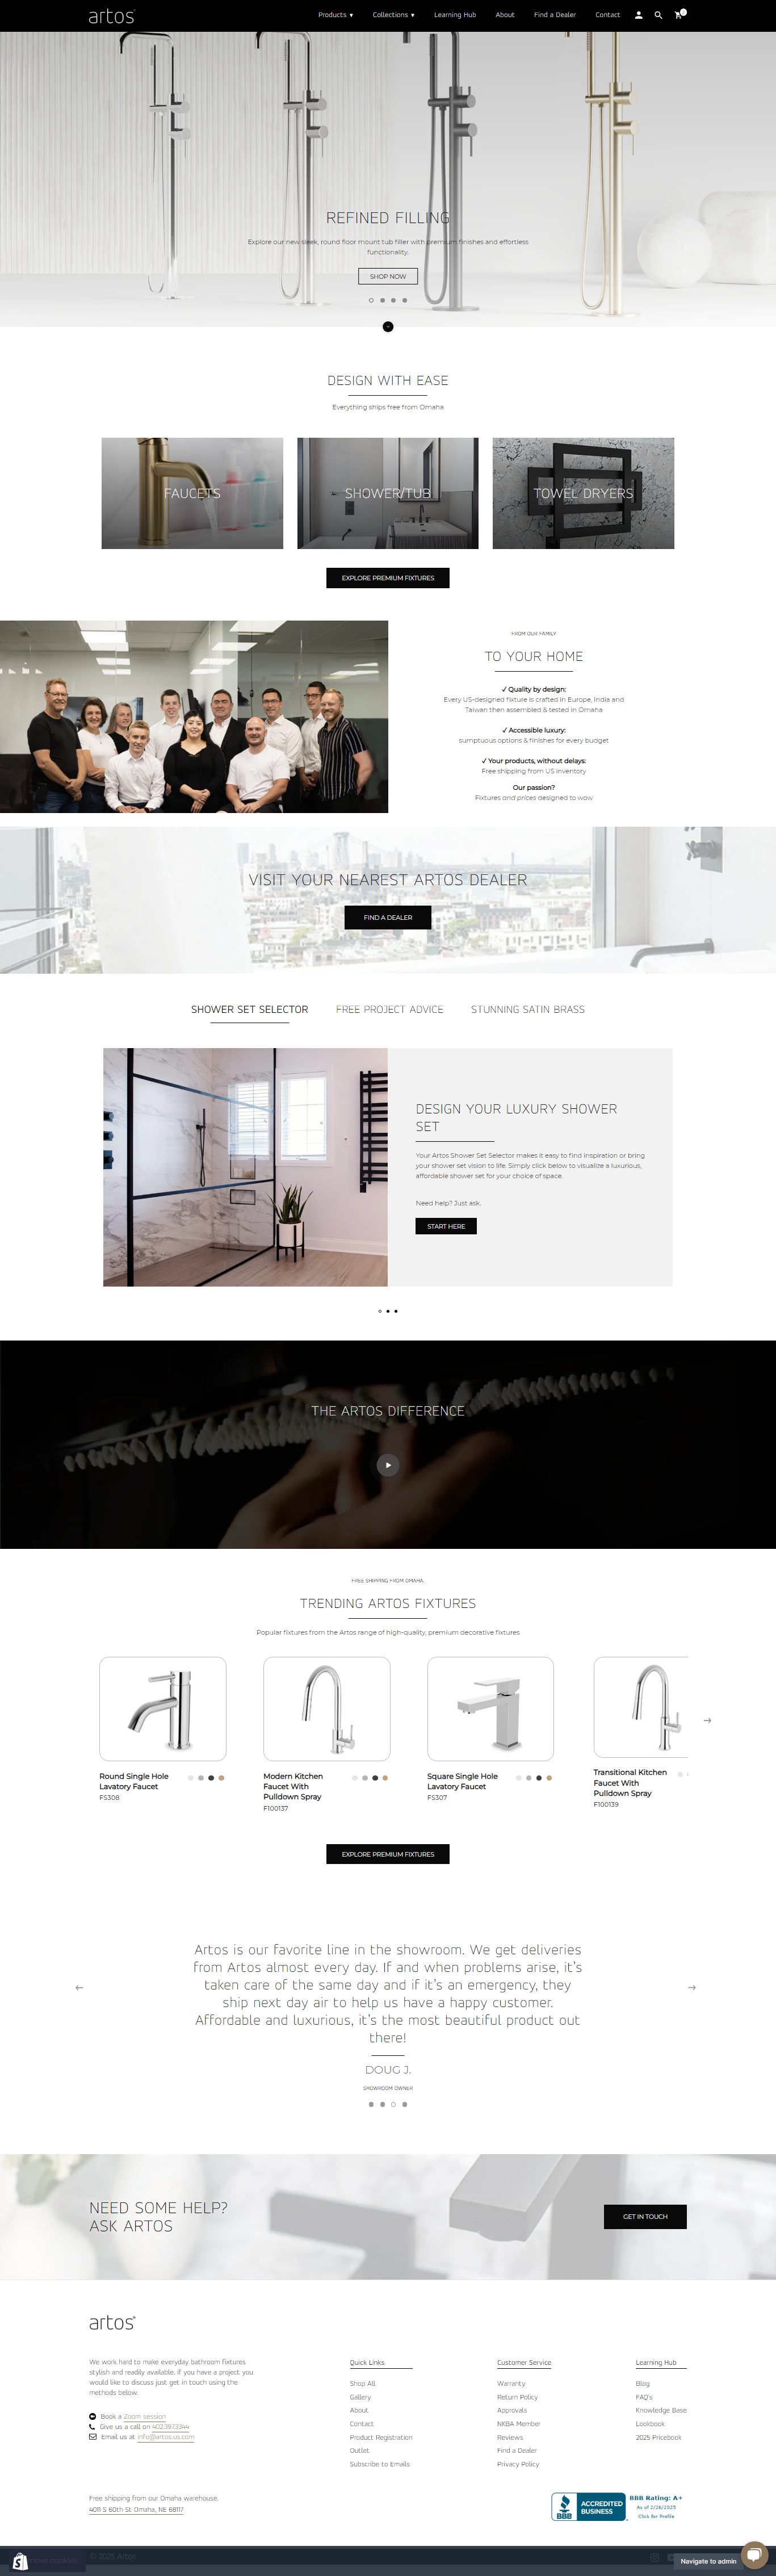 artos
Products ▼ Collections ▼ Learning Hub About Find a Dealer Contact
REFINED FILLING
Explore our new sleek, round floor mount tub filler with premium finishes and effortless
functionality.
SHOP NOW
DESIGN WITH EASE
Everything ships free from Omaha
FAUCETS
SHOWER/TUB
TOWEL DRYERS
EXPLORE PREMIUM FIXTURES
FROM OUR FAMILY
TO YOUR HOME
✓ Quality by design:
Every US-designed fixture is crafted in Europe, India and
Taiwan then assembled & tested in Omaha
✓ Accessible luxury:
sumptuous options & finishes for every budget
✓ Your products, without delays:
Free shipping from US inventory
Our passion?
Fixtures and prices designed to wow
VISIT YOUR NEAREST ARTOS DEALER
FIND A DEALER
SHOWER SET SELECTOR FREE PROJECT ADVICE STUNNING SATIN BRASS
DESIGN YOUR LUXURY SHOWER
SET
Your Artos Shower Set Selector makes it easy to find inspiration or bring
your shower set vision to life. Simply click below to visualize a luxurious,
affordable shower set for your choice of space.
Need help? Just ask.
START HERE
THE ARTOS DIFFERENCE
FREE SHIPPING FROM OMAHA.
TRENDING ARTOS FIXTURES
Popular fixtures from the Artos range of high-quality, premium decorative fixtures
Round Single Hole
Lavatory Faucet
FS308
Modern Kitchen
Faucet With
Pulldown Spray
F100137
Square Single Hole
Lavatory Faucet
FS307
Transitional Kitchen
Faucet With
Pulldown Spray
F100139
EXPLORE PREMIUM FIXTURES
Artos is our favorite line in the showroom. We get deliveries
from Artos almost every day. If and when problems arise, it's
taken care of the same day and if it's an emergency, they
ship next day air to help us have a happy customer.
Affordable and luxurious, it's the most beautiful product out
there!
DOUG J.
SHOWROOM OWNER
NEED SOME HELP?
ASK ARTOS
GET IN TOUCH
artos
We work hard to make everyday bathroom fixtures
stylish and readily available. If you have a project you
would like to discuss just get in touch using the
methods below.
Book a Zoom session
Give us a call on 402.397.3344
Email us at info@artos.us.com
Quick Links
Shop All
Gallery
About
Contact
Product Registration
Outlet
Subscribe to Emails
Customer Service
Warranty
Return Policy
Approvals
NKBA Member
Reviews
Find a Dealer
Privacy Policy
Learning Hub
Blog
FAQ's
Knowledge Base
Lookbook
2025 Pricebook
Free shipping from our Omaha warehouse.
4011 S 60th St Omaha, NE 68117
BBB
ACCREDITED
BUSINESS
BBB Rating: A+
As of 2/26/2025
Click for Profile
© 2025 Artos
Navigate to admin